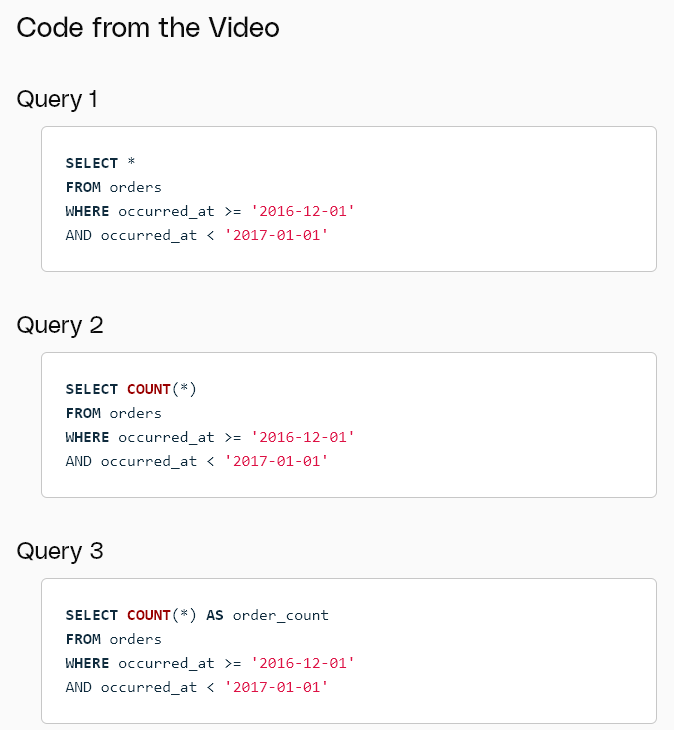 Code from the Video
Query 1
SELECT *
FROM orders
WHERE occurred_at >= '2016-12-01'
AND occurred_at < '2017-01-01'
Query 2
SELECT COUNT(*)
FROM orders
WHERE occurred_at >= '2016-12-01'
AND occurred_at < '2017-01-01'
Query 3
SELECT COUNT(*) AS order_count
FROM orders
WHERE occurred_at >= '2016-12-01'
AND occurred_at < '2017-01-01'